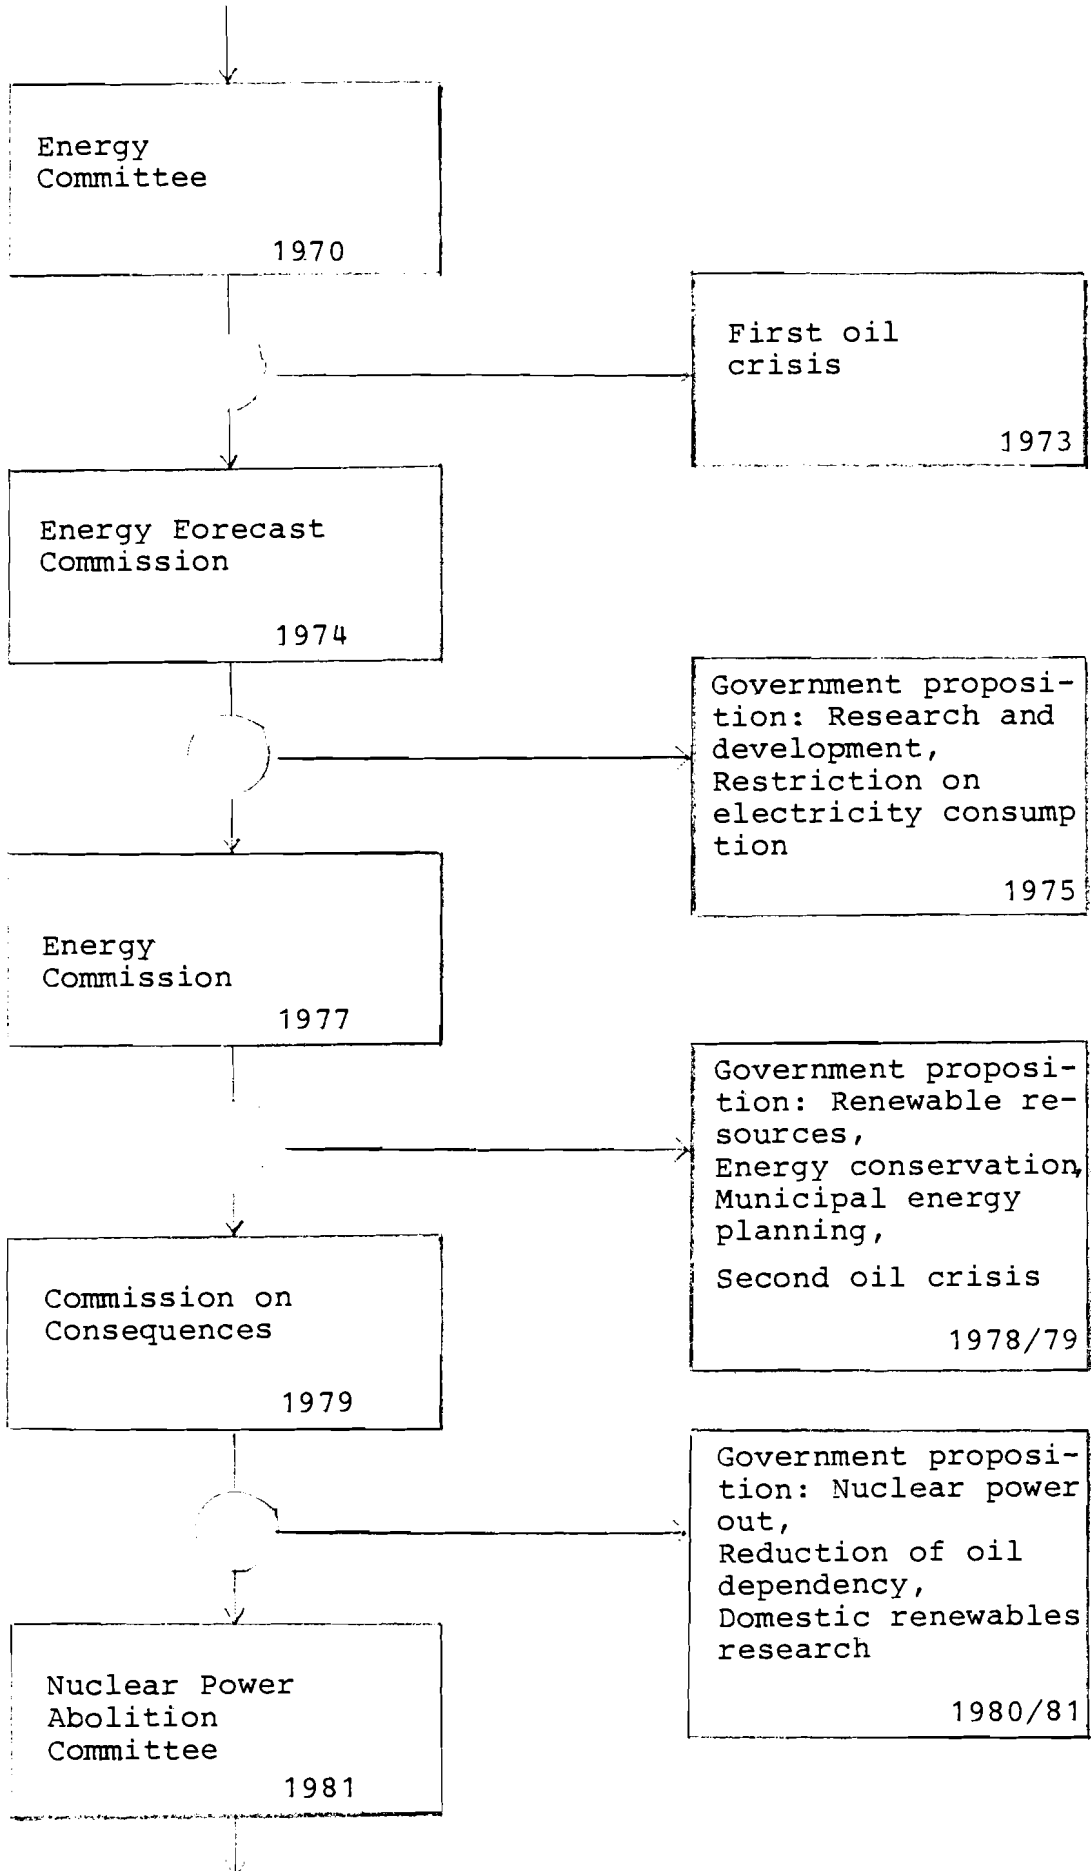 Energy
Committee
1970
First oil
crisis
1973
Energy Forecast
Commission
1974
Government proposi-
tion: Research and
development,
Restriction on
electricity consump
tion
1975
Energy
Commission
1977
Government proposi-
tion: Renewable re-
sources,
Energy conservation,
Municipal energy
planning,
Second oil crisis
1978/79
Commission on
Consequences
1979
Government proposi-
tion: Nuclear power
out,
Reduction of oil
dependency,
Domestic renewables
research
1980/81
Nuclear Power
Abolition
Committee
1981